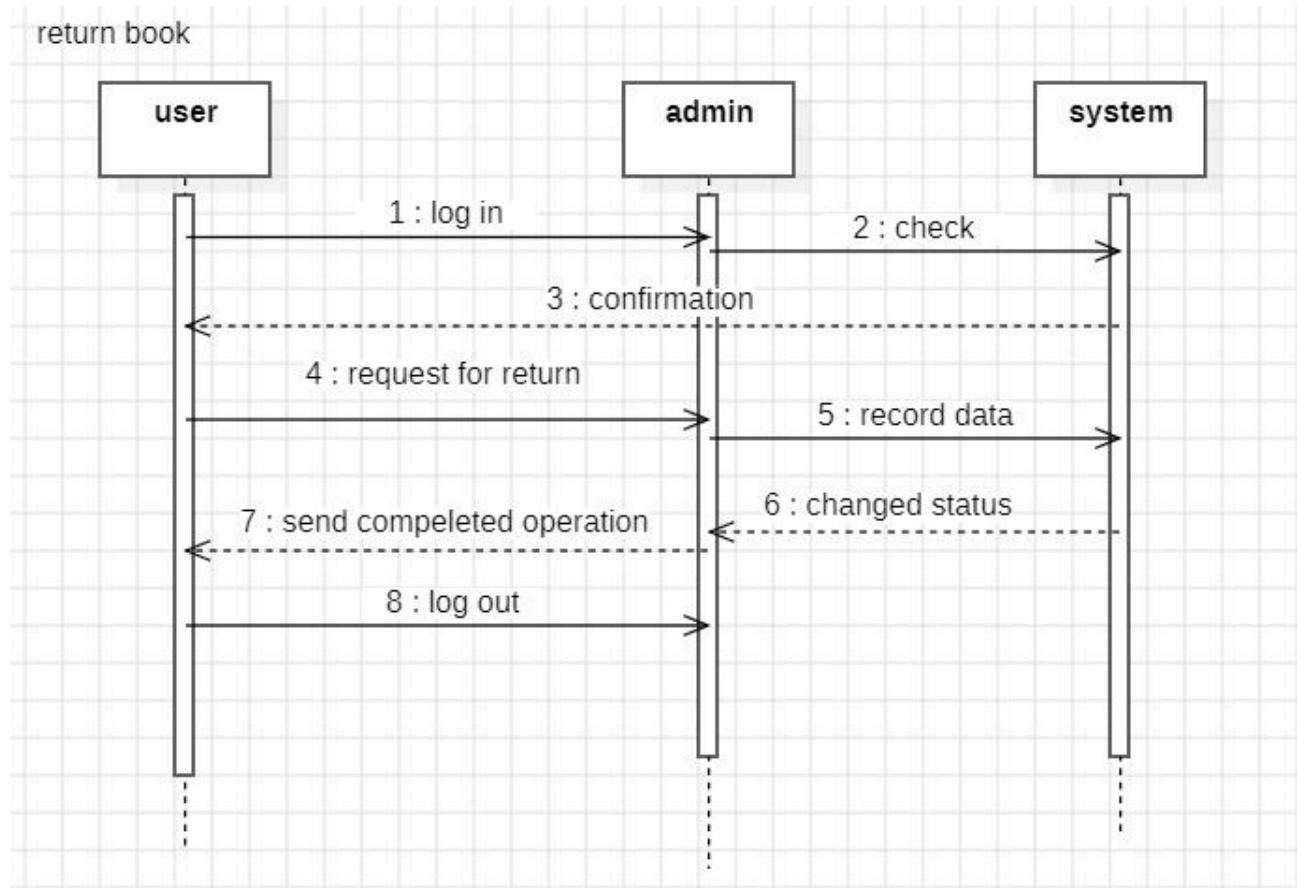 return book
user
admin
system
1 : log in
2 : check
3 : confirmation
4 : request for return
5 : record data
6 : changed status
7 : send compeleted operation
8 : log out